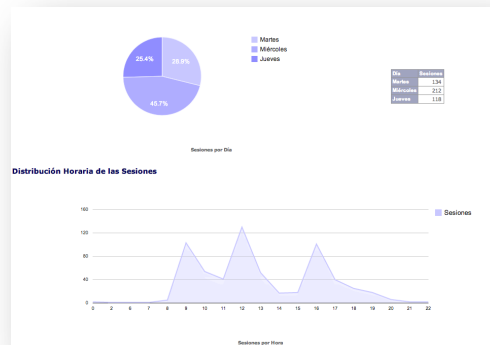 Martes
Miércoles
Jueves
25.4%
28.9%
45.7%
Día Sesiones
Martes 134
Miércoles 212
Jueves 118
Sesiones por Día
Distribución Horaria de las Sesiones
Sesiones
160
120
80
40
0
0 2 6 7 8 9 10 11 12 13 14 15 16 17 18 19 20 21 22
Sesiones por Hora